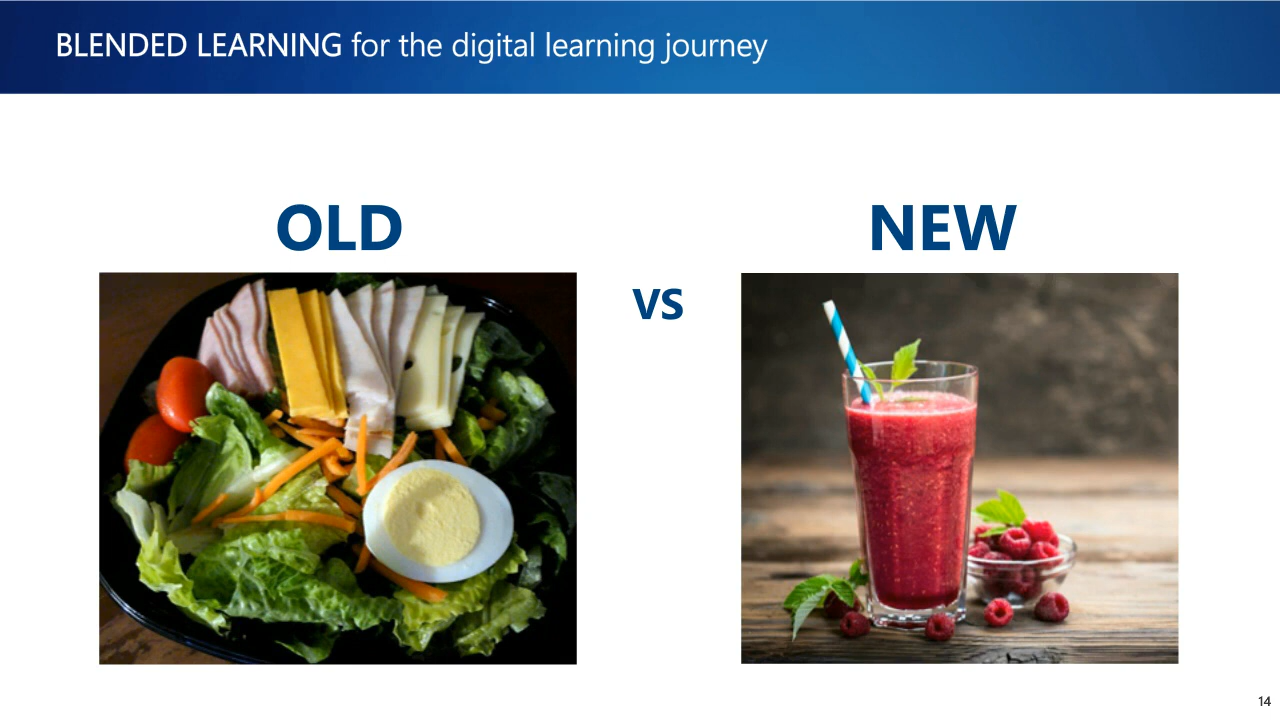 BLENDED LEARNING for the digital learning journey
OLD
NEW
VS
14